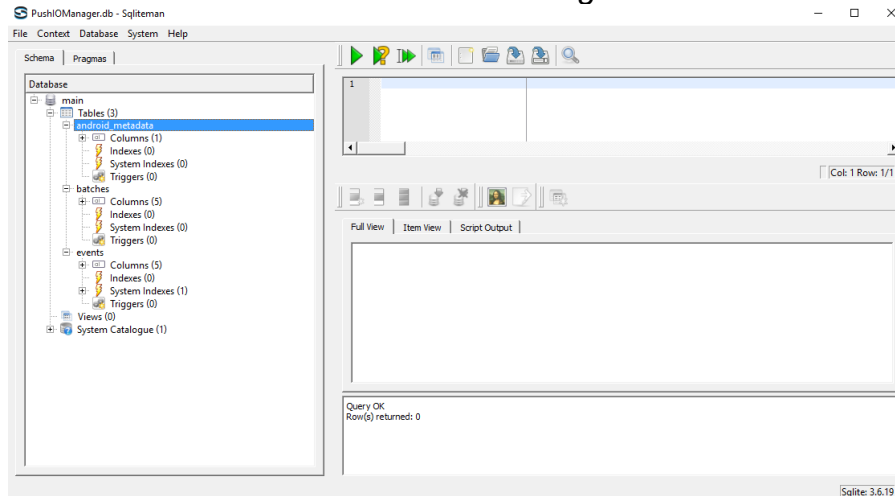 PushIOManager.db - Sqliteman
File Context Database System Help
Schema Pragmas
Database
main
Tables (3)
android_metadata
Columns (1)
Indexes (0)
System Indexes (0)
Triggers (0)
batches
Columns (5)
Indexes (0)
System Indexes (0)
Triggers (0)
events
Columns (5)
Indexes (0)
System Indexes (1)
Triggers (0)
Views (0)
System Catalogue (1)
1
Col: 1 Row: 1/1
Full View Item View Script Output
Query OK
Row(s) returned: 0
Sqlite: 3.6.19